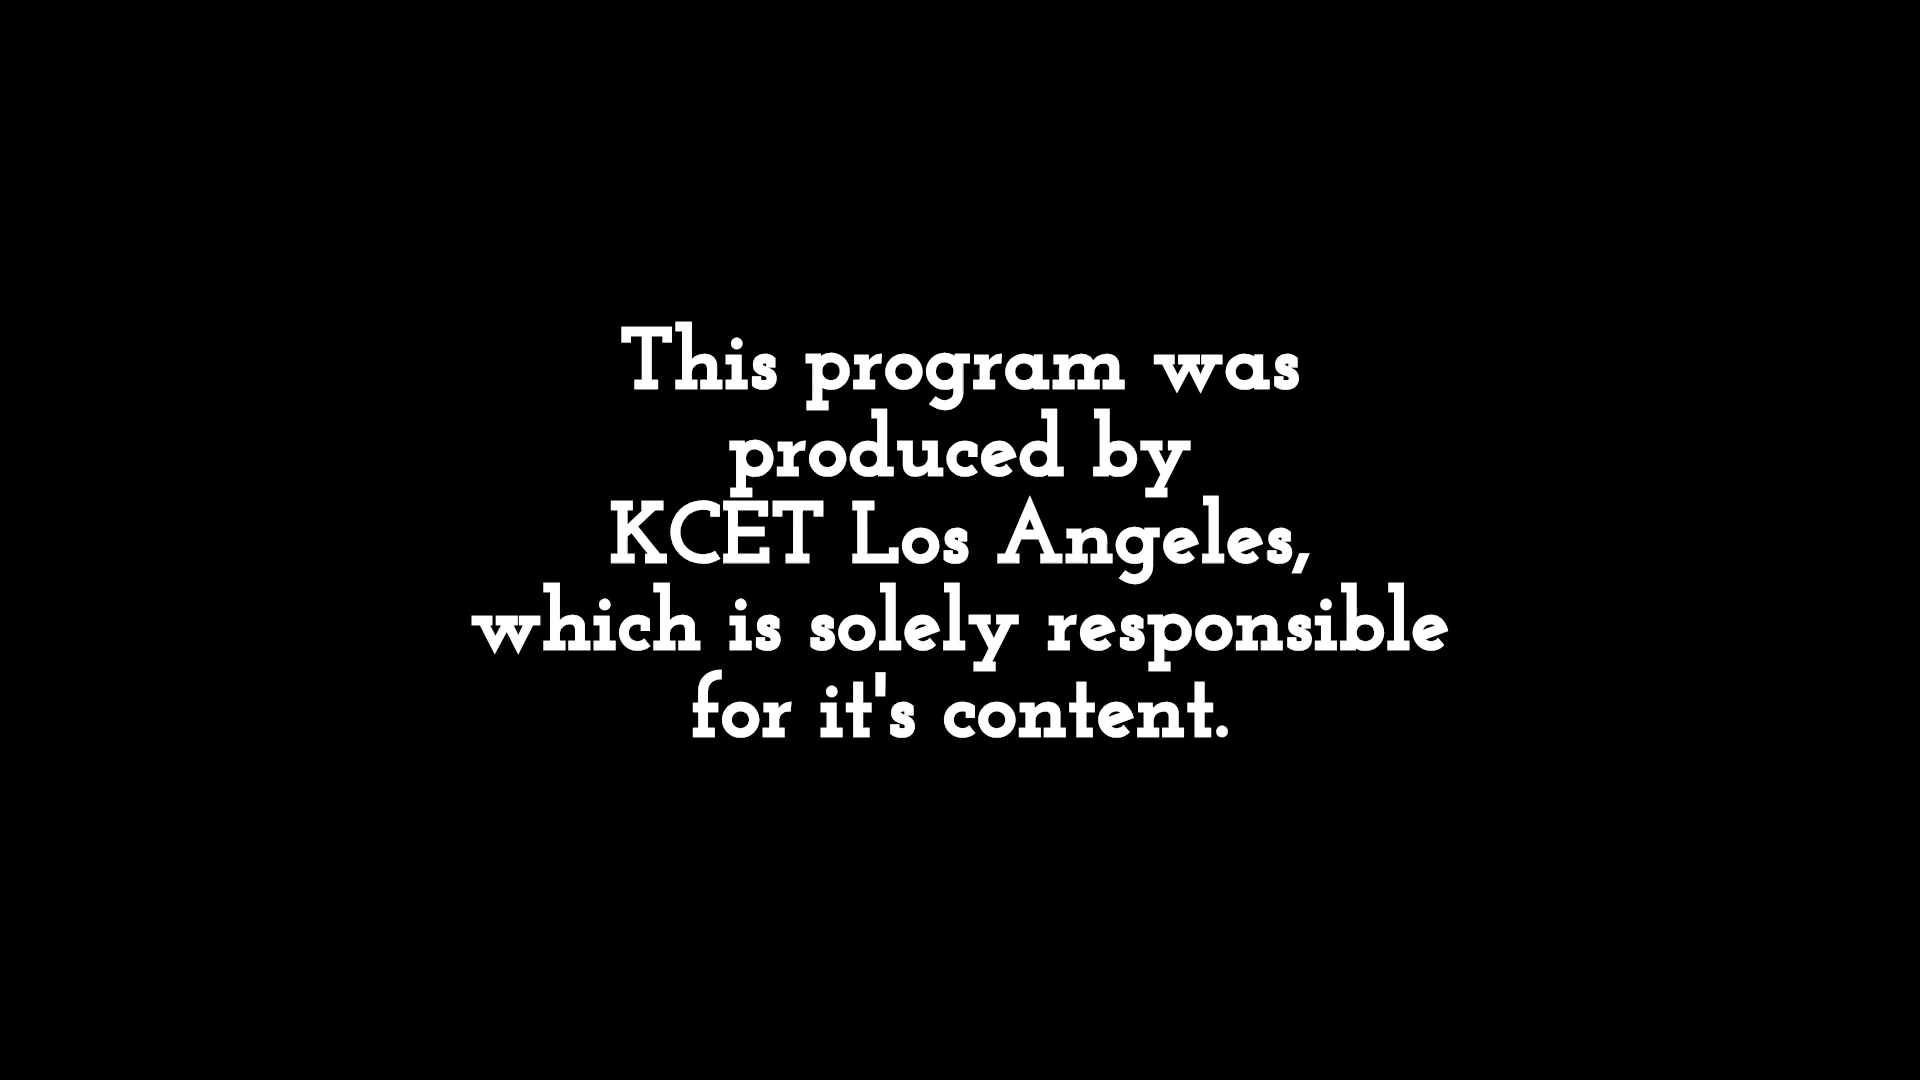 This program was
produced by
KCET Los Angeles,
which is solely responsible
for it's content.